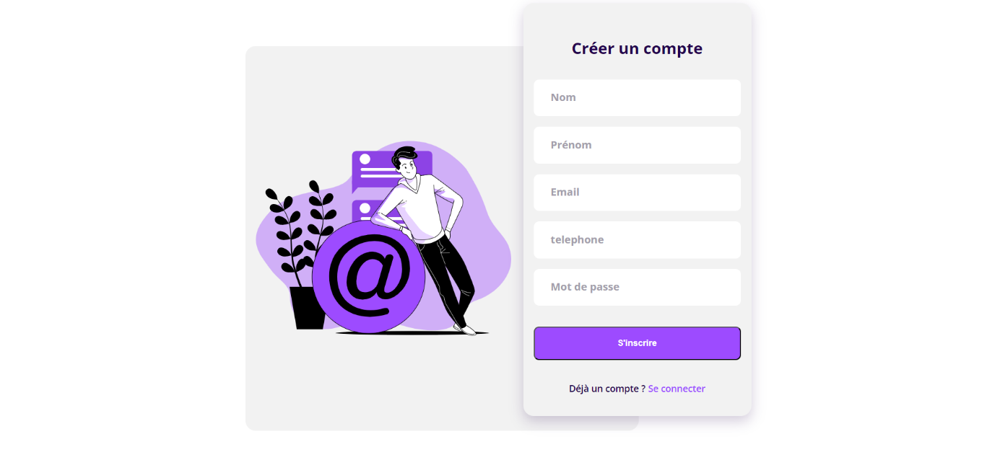 Créer un compte
Nom
Prénom
Email
telephone
Mot de passe
S'inscrire
Déjà un compte ? Se connecter
@